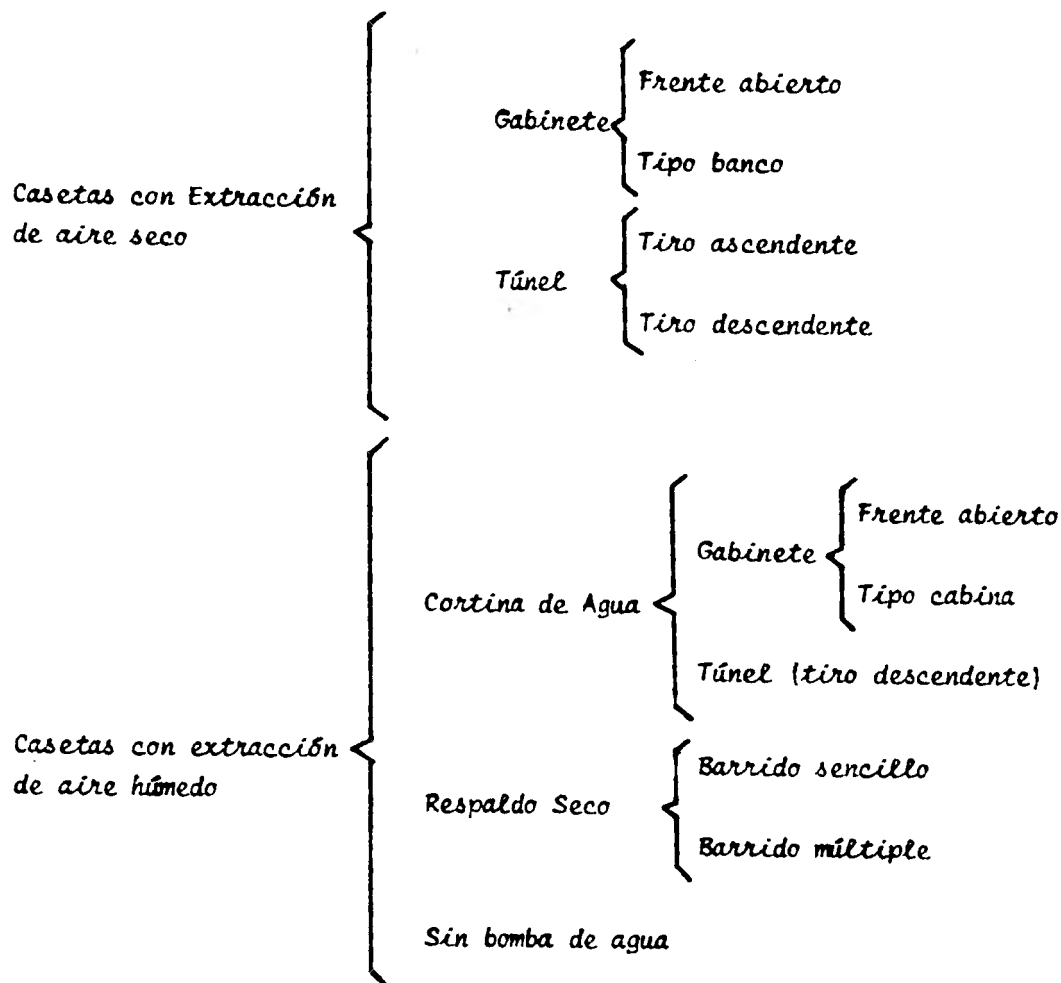 Casetas con Extracción
de aire seco
Gabinete
Frente abierto
Tipo banco
Túnel
Tiro ascendente
Tiro descendente
Casetas con extracción
de aire húmedo
Cortina de Agua
Gabinete
Frente abierto
Tipo cabina
Túnel (tiro descendente)
Respaldo Seco
Barrido sencillo
Barrido múltiple
Sin bomba de agua